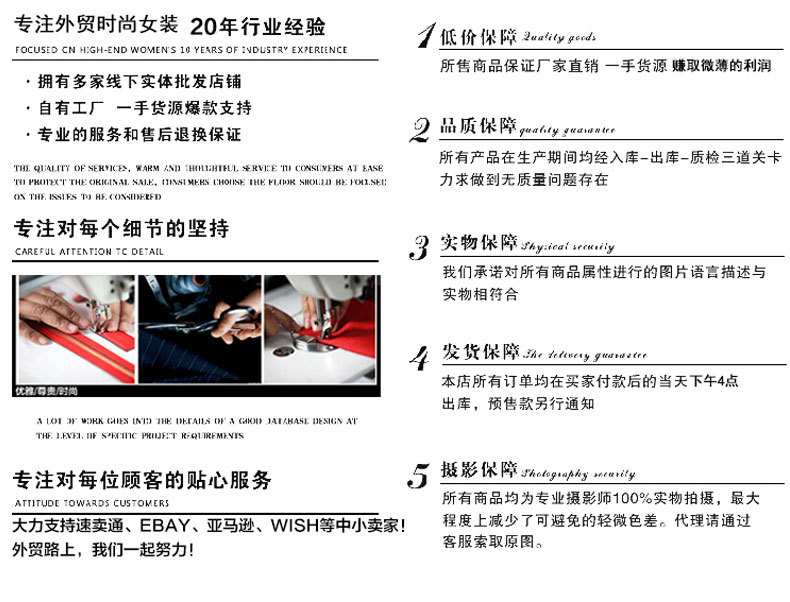 专注外贸时尚女装 20年行业经验
FOCUSED ON HIGH-END WOMEN'S 10 YEARS OF INDUSTRY EXPERIENCE
· 拥有多家线下实体批发店铺
· 自有工厂 一手货源爆款支持
· 专业的服务和售后退换保证
THE QUALITY OF SERVICES, WARM AND THOUGHTFUL SERVICE TO CONSUMERS AT EASE
TO PROTECT THE ORIGINAL SALE, CONSUMERS CHOOSE THE FLOOR SHOULD BE FOCUSED
ON THE ISSUES TO BE CONSIDERED
专注对每个细节的坚持
CAREFUL ATTENTION TO DETAIL
优雅/尊贵/时尚
A LOT OF WORK GOES INTO THE DETAILS OF A GOOD DATABASE DESIGN AT
THE LEVEL OF SPECIFIC PROJECT REQUIREMENTS
专注对每位顾客的贴心服务
ATTITUDE TOWARDS CUSTOMERS
大力支持速卖通、EBAY、亚马逊、WISH等中小卖家！
外贸路上，我们一起努力！
1 低价保障 Quality goods
所售商品保证厂家直销 一手货源 赚取微薄的利润
2 品质保障 quality guarantee
所有产品在生产期间均经入库-出库-质检三道关卡
力求做到无质量问题存在
3 实物保障 Physical security
我们承诺对所有商品属性进行的图片语言描述与
实物相符合
4 发货保障 The delivery guarantee
本店所有订单均在买家付款后的当天下午4点
出库，预售款另行通知
5 摄影保障 Photography security
所有商品均为专业摄影师100%实物拍摄，最大
程度上减少了可避免的轻微色差。代理请通过
客服索取原图。